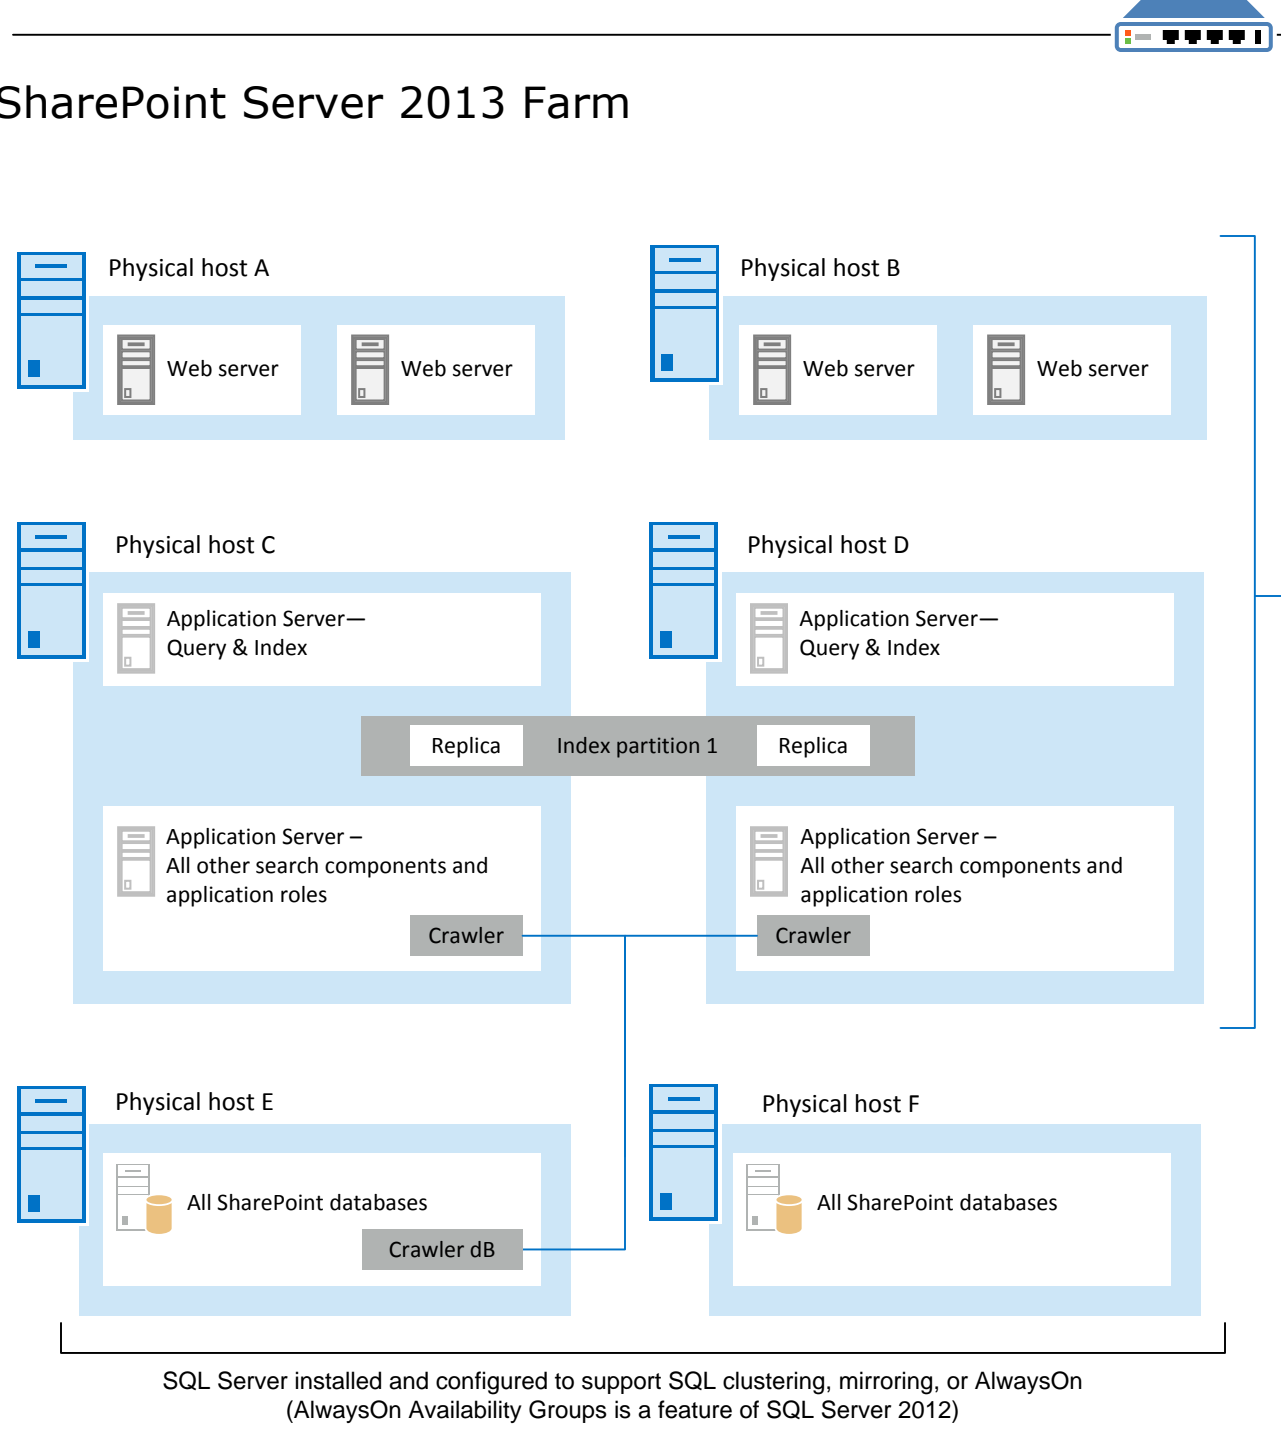 SharePoint Server 2013 Farm
Physical host A
Physical host B
Web server
Web server
Web server
Web server
Physical host C
Physical host D
Application Server—
Query & Index
Application Server—
Query & Index
Replica
Index partition 1
Replica
Application Server –
All other search components and
application roles
Crawler
Application Server –
All other search components and
application roles
Crawler
Physical host E
Physical host F
All SharePoint databases
Crawler dB
All SharePoint databases
SQL Server installed and configured to support SQL clustering, mirroring, or AlwaysOn
(AlwaysOn Availability Groups is a feature of SQL Server 2012)